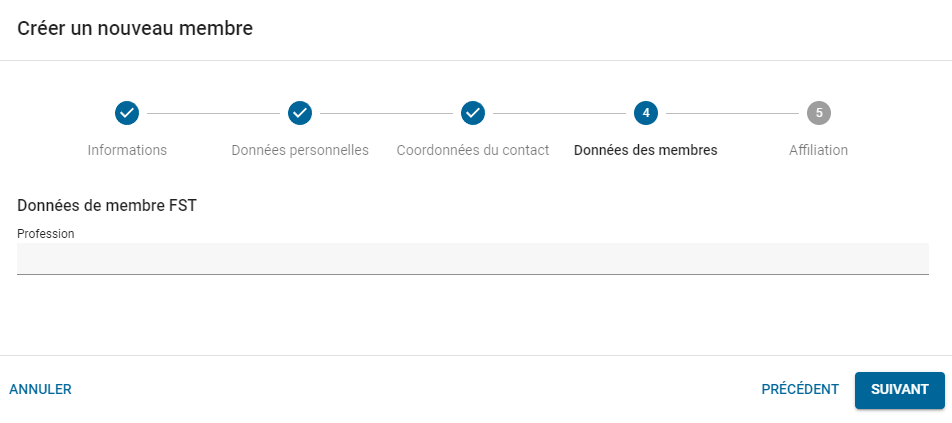 Créer un nouveau membre
4 5
Informations Données personnelles Coordonnées du contact Données des membres Affiliation
Données de membre FST
Profession
ANNULER PRÉCÉDENT SUIVANT